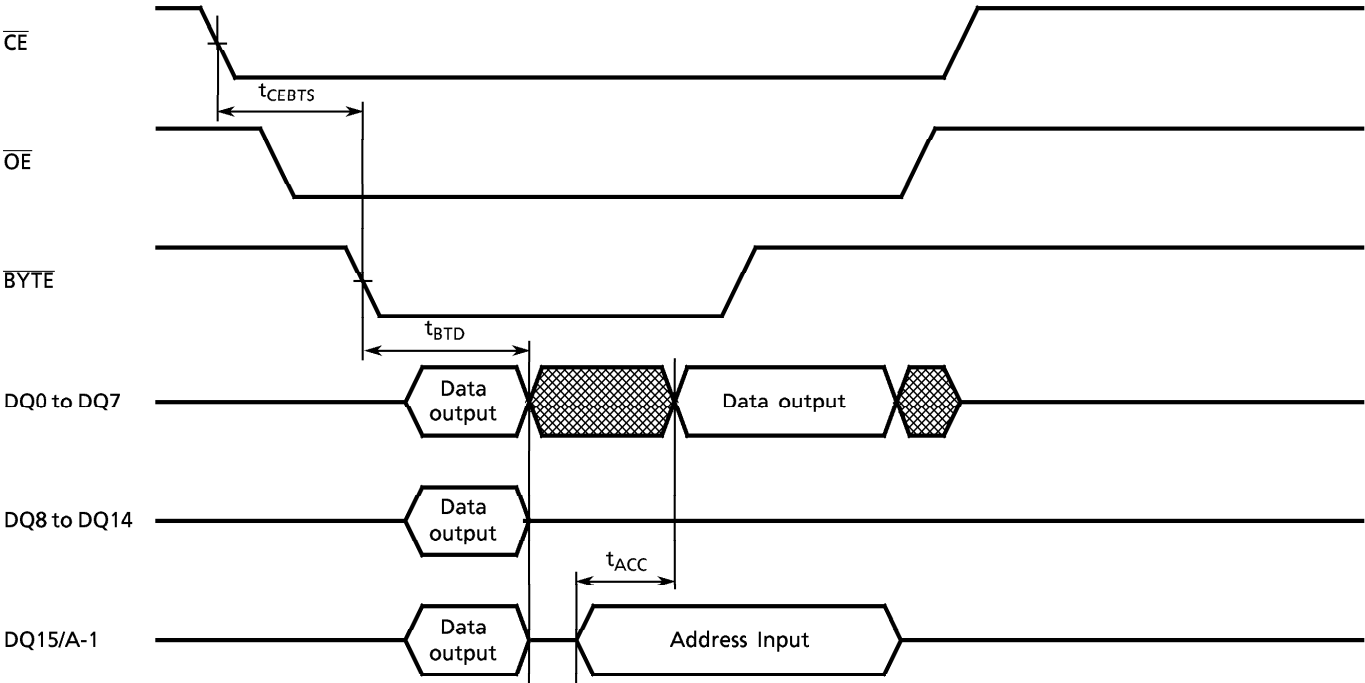 CE
tCEBTS
OE
BYTE
tBTD
DQ0 to DQ7
Data
output
Data output
DQ8 to DQ14
Data
output
tACC
DQ15/A-1
Data
output
Address Input